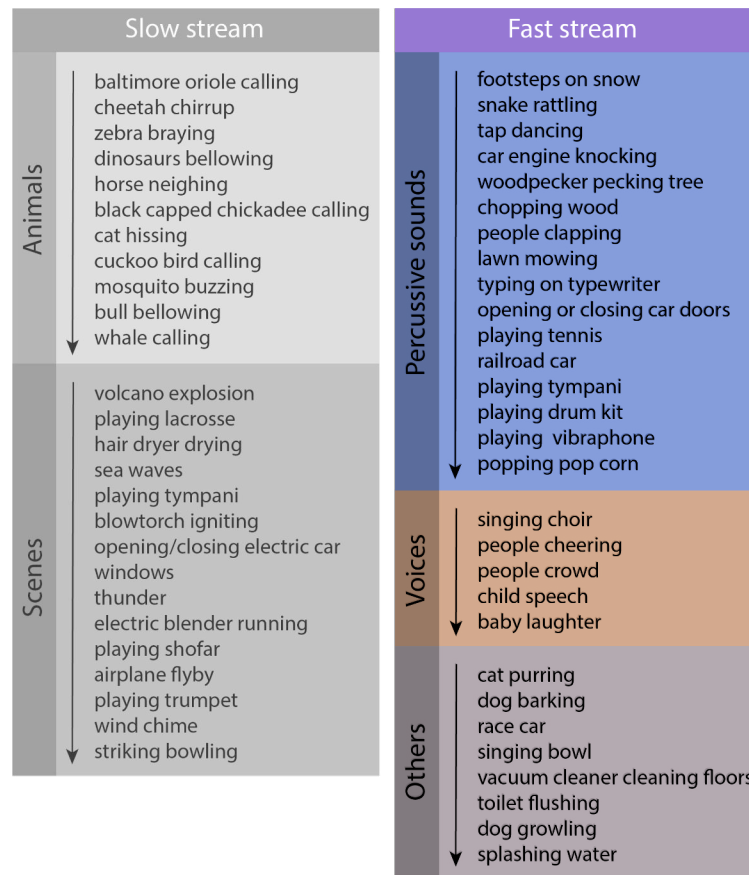 Slow stream
Animals
baltimore oriole calling
cheetah chirrup
zebra braying
dinosaurs bellowing
horse neighing
black capped chickadee calling
cat hissing
cuckoo bird calling
mosquito buzzing
bull bellowing
whale calling
Scenes
volcano explosion
playing lacrosse
hair dryer drying
sea waves
playing tympani
blowtorch igniting
opening/closing electric car
windows
thunder
electric blender running
playing shofar
airplane flyby
playing trumpet
wind chime
striking bowling
Fast stream
Percussive sounds
footsteps on snow
snake rattling
tap dancing
car engine knocking
woodpecker pecking tree
chopping wood
people clapping
lawn mowing
typing on typewriter
opening or closing car doors
playing tennis
railroad car
playing tympani
playing drum kit
playing vibraphone
popping pop corn
Voices
singing choir
people cheering
people crowd
child speech
baby laughter
Others
cat purring
dog barking
race car
singing bowl
vacuum cleaner cleaning floors
toilet flushing
dog growling
splashing water